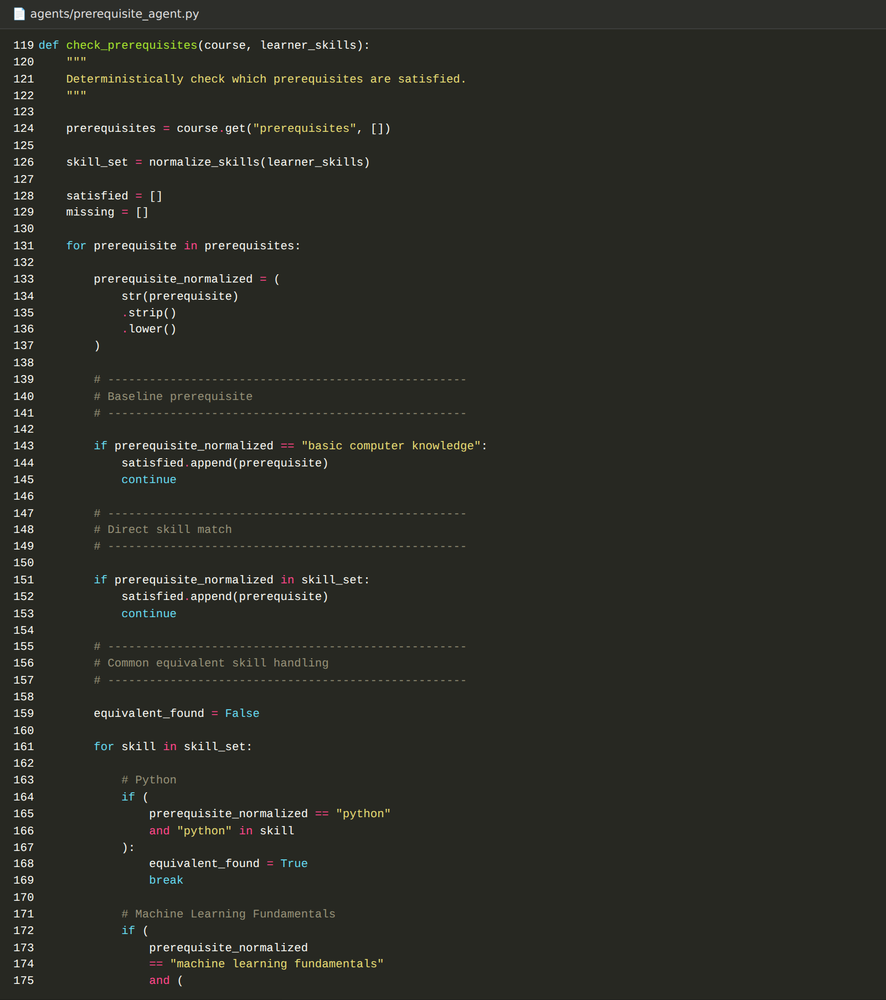 📄 agents/prerequisite_agent.py
119 def check_prerequisites(course, learner_skills):
120     """
121     Deterministically check which prerequisites are satisfied.
122     """
123
124     prerequisites = course.get("prerequisites", [])
125
126     skill_set = normalize_skills(learner_skills)
127
128     satisfied = []
129     missing = []
130
131     for prerequisite in prerequisites:
132
133         prerequisite_normalized = (
134             str(prerequisite)
135             .strip()
136             .lower()
137         )
138
139         # ----------------------------------------------------
140         # Baseline prerequisite
141         # ----------------------------------------------------
142
143         if prerequisite_normalized == "basic computer knowledge":
144             satisfied.append(prerequisite)
145             continue
146
147         # ----------------------------------------------------
148         # Direct skill match
149         # ----------------------------------------------------
150
151         if prerequisite_normalized in skill_set:
152             satisfied.append(prerequisite)
153             continue
154
155         # ----------------------------------------------------
156         # Common equivalent skill handling
157         # ----------------------------------------------------
158
159         equivalent_found = False
160
161         for skill in skill_set:
162
163             # Python
164             if (
165                 prerequisite_normalized == "python"
166                 and "python" in skill
167             ):
168                 equivalent_found = True
169                 break
170
171             # Machine Learning Fundamentals
172             if (
173                 prerequisite_normalized
174                 == "machine learning fundamentals"
175                 and (